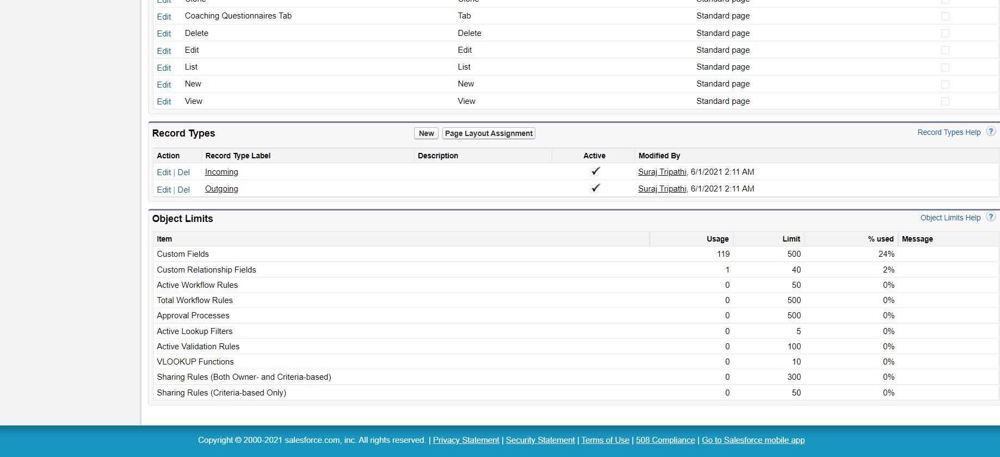 Edit Clone Clone Standard page
Edit Coaching Questionnaires Tab Tab Standard page
Edit Delete Delete Standard page
Edit Edit Edit Standard page
Edit List List Standard page
Edit New New Standard page
Edit View View Standard page
Record Types New Page Layout Assignment Record Types Help ?
Action Record Type Label Description Active Modified By
Edit | Del Incoming Suraj Tripathi, 6/1/2021 2:11 AM
Edit | Del Outgoing Suraj Tripathi, 6/1/2021 2:11 AM
Object Limits Object Limits Help ?
Item Usage Limit % used Message
Custom Fields 119 500 24%
Custom Relationship Fields 1 40 2%
Active Workflow Rules 0 50 0%
Total Workflow Rules 0 500 0%
Approval Processes 0 500 0%
Active Lookup Filters 0 5 0%
Active Validation Rules 0 100 0%
VLOOKUP Functions 0 10 0%
Sharing Rules (Both Owner- and Criteria-based) 0 300 0%
Sharing Rules (Criteria-based Only) 0 50 0%
Copyright © 2000-2021 salesforce.com, inc. All rights reserved. | Privacy Statement | Security Statement | Terms of Use | 508 Compliance | Go to Salesforce mobile app